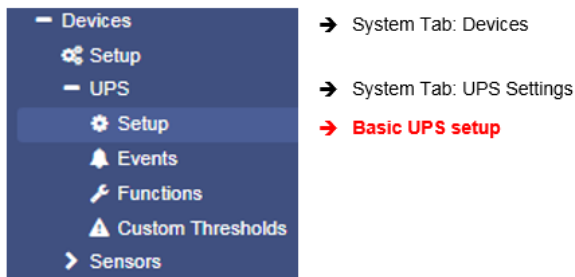 Devices → System Tab: Devices
Setup
UPS → System Tab: UPS Settings
Setup → Basic UPS setup
Events
Functions
Custom Thresholds
Sensors